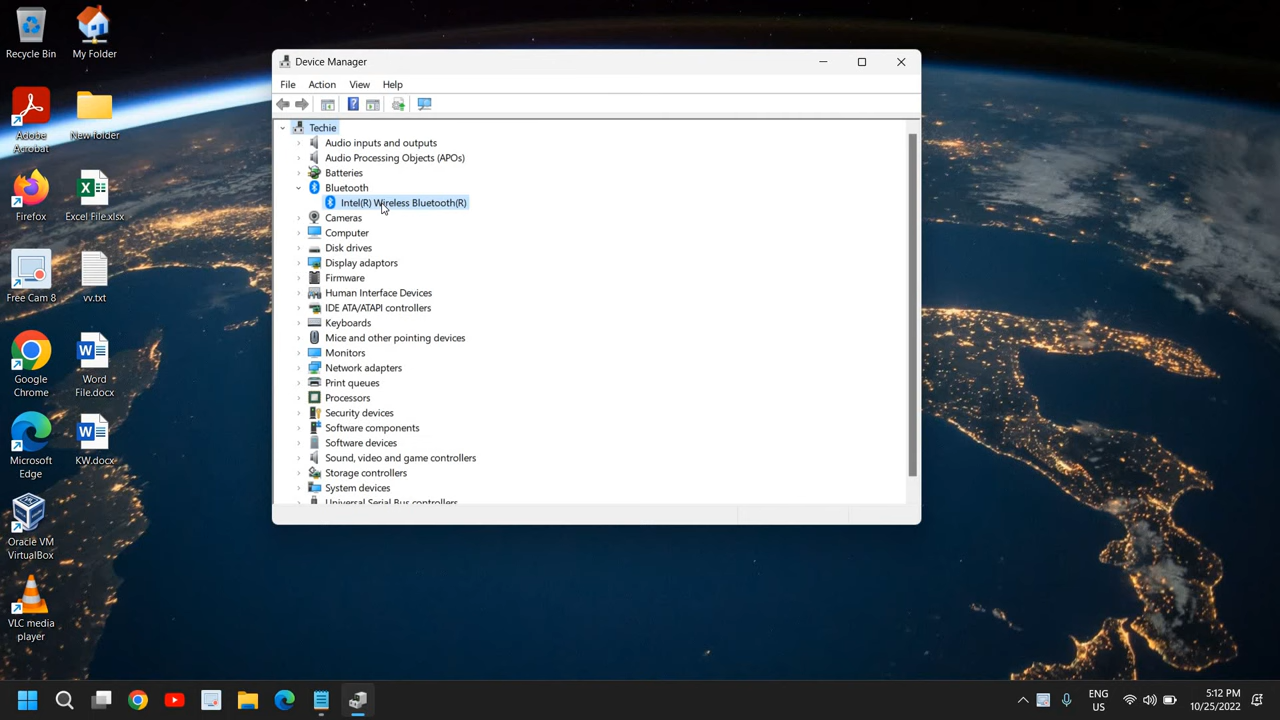 Recycle Bin
My Folder
Adobe
Acrobat
New folder
Firefox
Excel File.xlsx
Free Cam 8
vv.txt
Google
Chrome
Word
File.docx
Microsoft
Edge
KW.docx
Oracle VM
VirtualBox
VLC media
player
Device Manager
File Action View Help
Techie
Audio inputs and outputs
Audio Processing Objects (APOs)
Batteries
Bluetooth
Intel(R) Wireless Bluetooth(R)
Cameras
Computer
Disk drives
Display adaptors
Firmware
Human Interface Devices
IDE ATA/ATAPI controllers
Keyboards
Mice and other pointing devices
Monitors
Network adapters
Print queues
Processors
Security devices
Software components
Software devices
Sound, video and game controllers
Storage controllers
System devices
Universal Serial Bus controllers
ENG
US
5:12 PM
10/25/2022